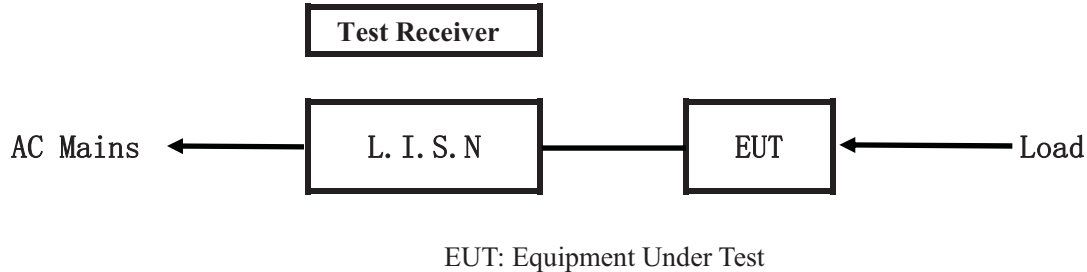 Test Receiver
AC Mains L.I.S.N EUT Load
EUT: Equipment Under Test